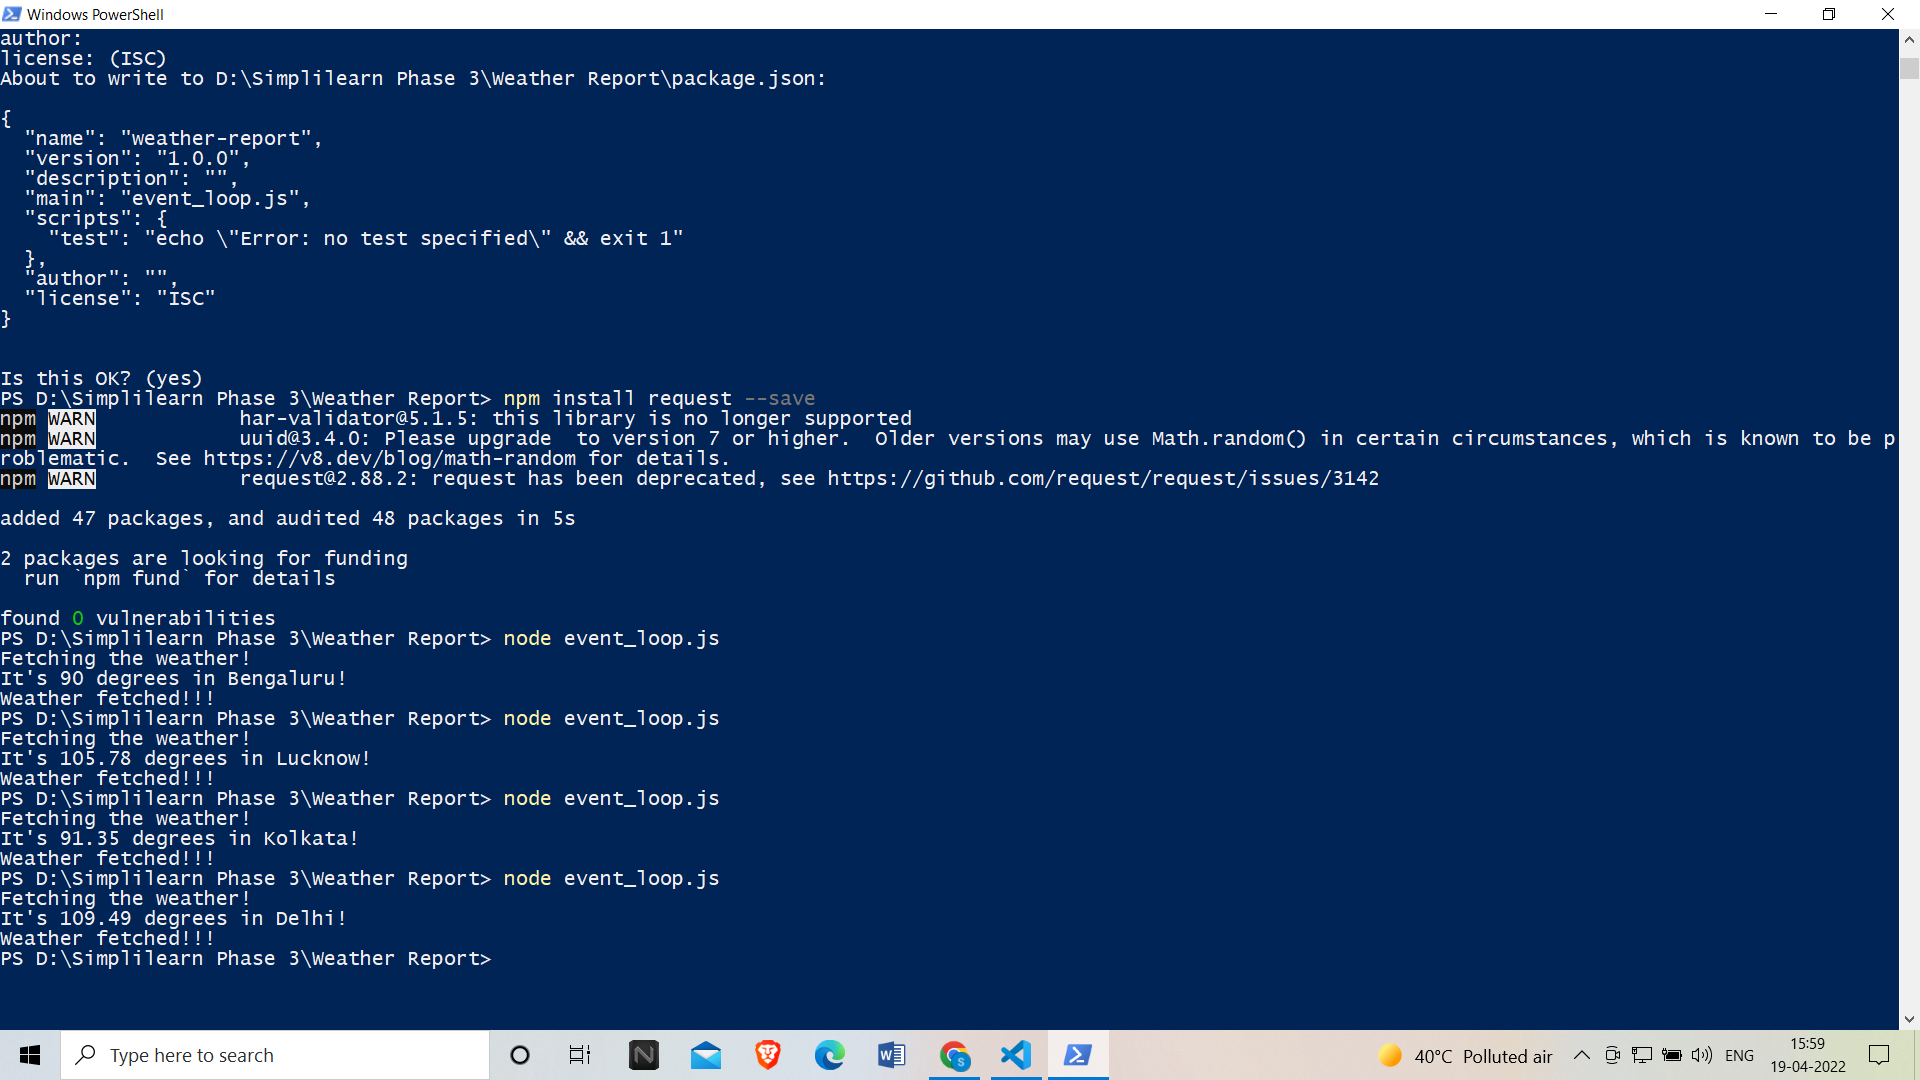 Windows PowerShell
author:
license: (ISC)
About to write to D:\Simplilearn Phase 3\Weather Report\package.json:
{
  "name": "weather-report",
  "version": "1.0.0",
  "description": "",
  "main": "event_loop.js",
  "scripts": {
    "test": "echo \"Error: no test specified\" && exit 1"
  },
  "author": "",
  "license": "ISC"
}
Is this OK? (yes)
PS D:\Simplilearn Phase 3\Weather Report> npm install request --save
npm WARN            har-validator@5.1.5: this library is no longer supported
npm WARN            uuid@3.4.0: Please upgrade  to version 7 or higher.  Older versions may use Math.random() in certain circumstances, which is known to be p
roblematic.  See https://v8.dev/blog/math-random for details.
npm WARN            request@2.88.2: request has been deprecated, see https://github.com/request/request/issues/3142
added 47 packages, and audited 48 packages in 5s
2 packages are looking for funding
  run `npm fund` for details
found 0 vulnerabilities
PS D:\Simplilearn Phase 3\Weather Report> node event_loop.js
Fetching the weather!
It's 90 degrees in Bengaluru!
Weather fetched!!!
PS D:\Simplilearn Phase 3\Weather Report> node event_loop.js
Fetching the weather!
It's 105.78 degrees in Lucknow!
Weather fetched!!!
PS D:\Simplilearn Phase 3\Weather Report> node event_loop.js
Fetching the weather!
It's 91.35 degrees in Kolkata!
Weather fetched!!!
PS D:\Simplilearn Phase 3\Weather Report> node event_loop.js
Fetching the weather!
It's 109.49 degrees in Delhi!
Weather fetched!!!
PS D:\Simplilearn Phase 3\Weather Report>
Type here to search
40°C Polluted air
ENG
15:59
19-04-2022